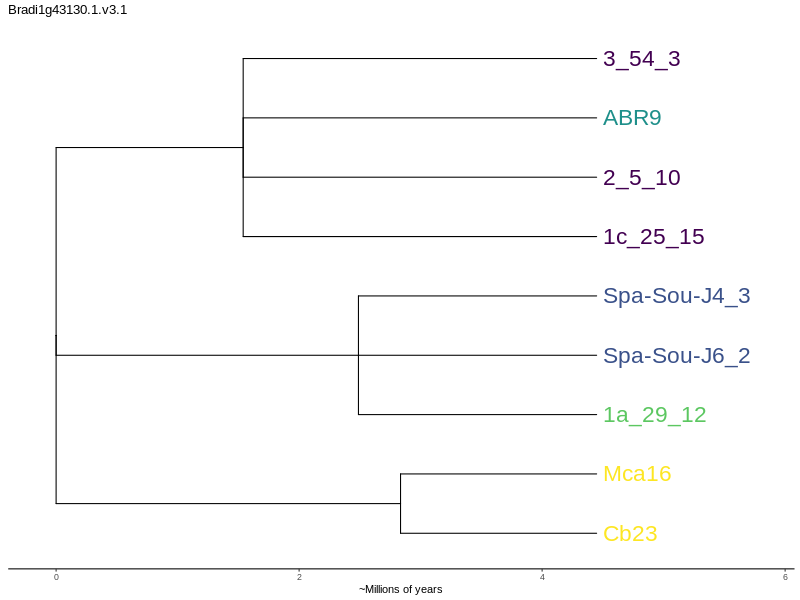 Bradi1g43130.1.v3.1
3_54_3
ABR9
2_5_10
1c_25_15
Spa-Sou-J4_3
Spa-Sou-J6_2
1a_29_12
Mca16
Cb23
0 2 4 6
~Millions of years